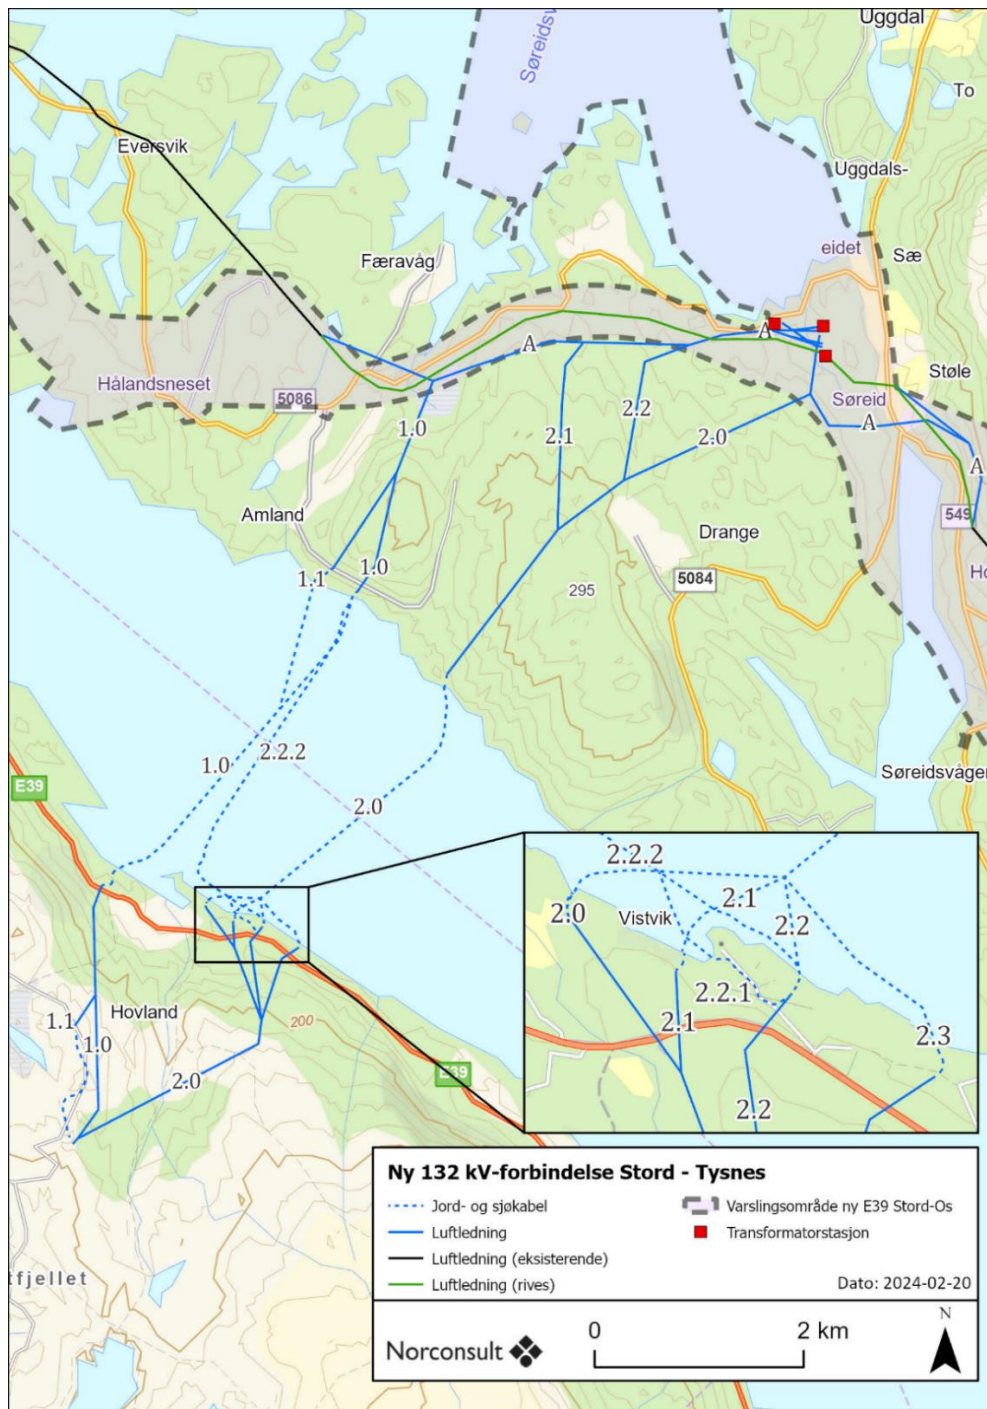 Uggdal
Søreidsv
To
Eversvik
Uggdals-
eidet
Sæ
Færavåg
A
A
Hålandsneset
5086
Støle
Søreid
1.0
2.1
2.2
2.0
A
A
Amland
549
Drange
1.1
1.0
5084
Ho
295
1.0
2.2.2
E39
2.0
Søreidsvågen
2.2.2
2.1
2.0
Vistvik
2.2
2.2.1
2.1
2.3
2.2
Hovland
200
1.1
1.0
2.0
E39
Ny 132 kV-forbindelse Stord - Tysnes
Jord- og sjøkabel
Varslingsområde ny E39 Stord-Os
Luftledning
Transformatorstasjon
Luftledning (eksisterende)
Luftledning (rives)
Dato: 2024-02-20
tfjellet
Norconsult
0
2 km
N